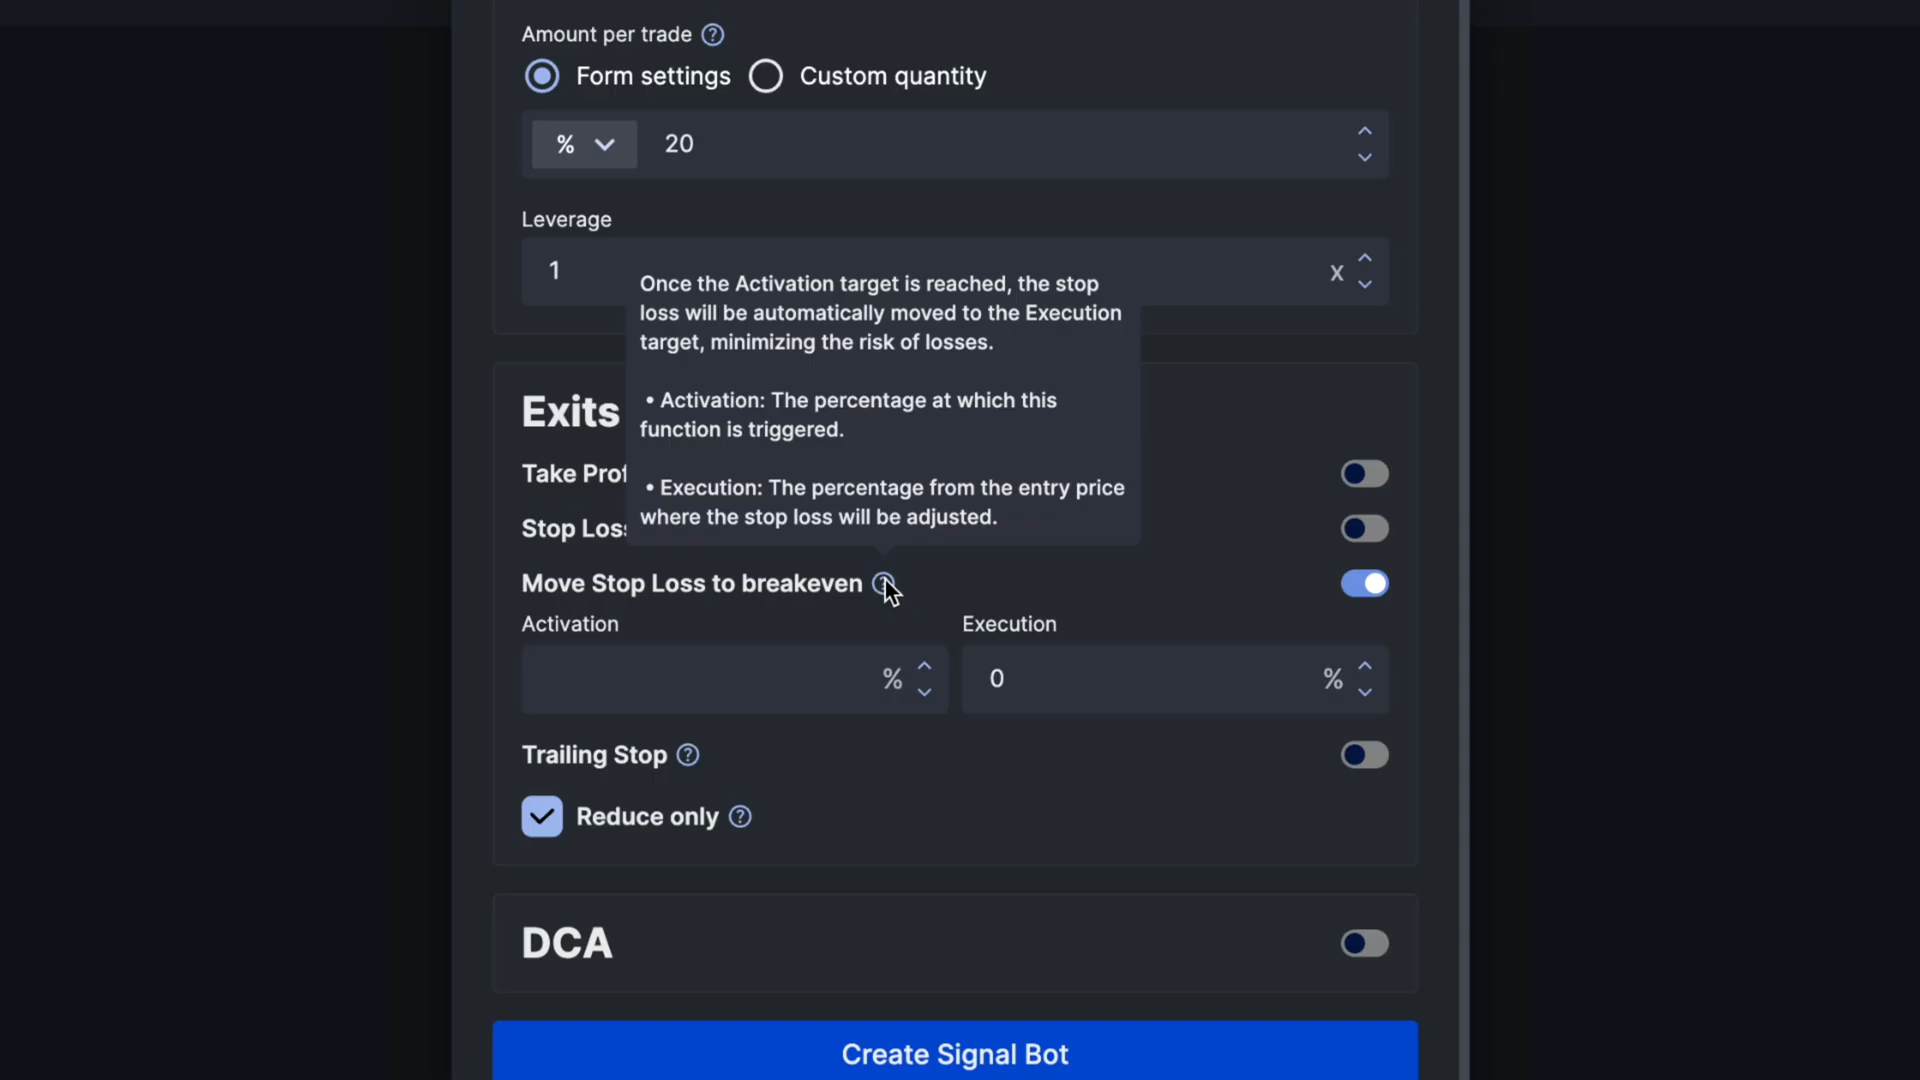 Amount per trade ?
Form settings Custom quantity
% 20
Leverage
1 x
Once the Activation target is reached, the stop
loss will be automatically moved to the Execution
target, minimizing the risk of losses.
• Activation: The percentage at which this
function is triggered.
• Execution: The percentage from the entry price
where the stop loss will be adjusted.
Exits
Take Prof
Stop Loss
Move Stop Loss to breakeven ?
Activation Execution
% 0 %
Trailing Stop ?
Reduce only ?
DCA
Create Signal Bot